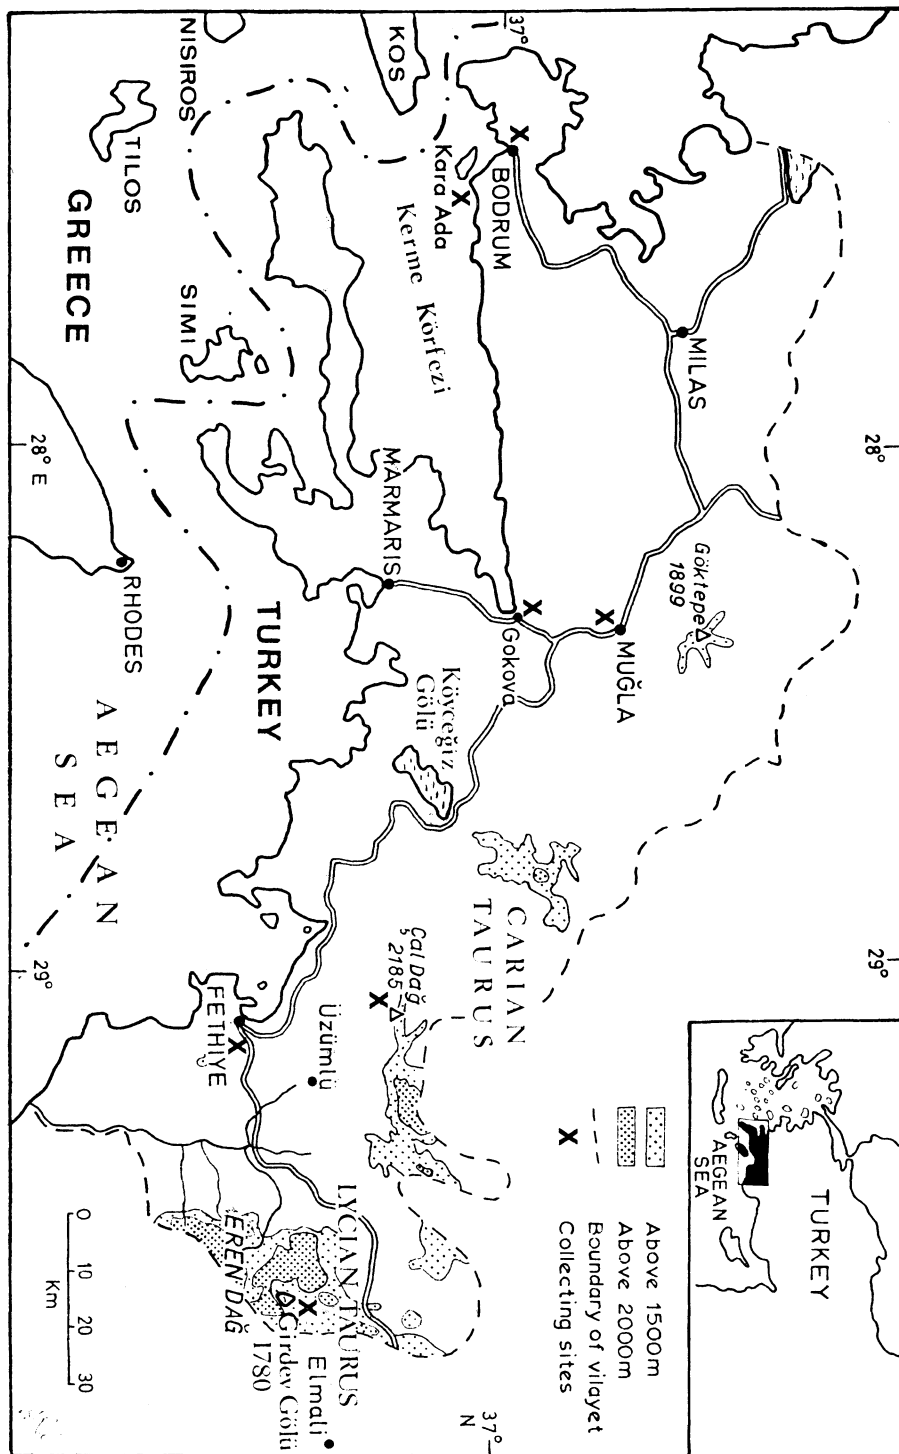 NISIROS
KOS
37°
TILOS
GREECE
SIMI
Kara Ada
BODRUM
Kerme Körfezi
MILAS
28° E
28°
MARMARIS
RHODES
TURKEY
Göktepe
1899
MUĞLA
Gokova
Köyceğiz
Gölü
AEGEAN
SEA
CARIAN
TAURUS
Çal Dağ
2185
29°
29°
FETHIYE
Üzümlü
LYCIAN TAURUS
EREN DAĞ
Girdev Gölü
1780
Elmali
37°
N
0 10 20 30
Km
Above 1500m
Above 2000m
Boundary of vilayet
X Collecting sites
AEGEAN
SEA
TURKEY